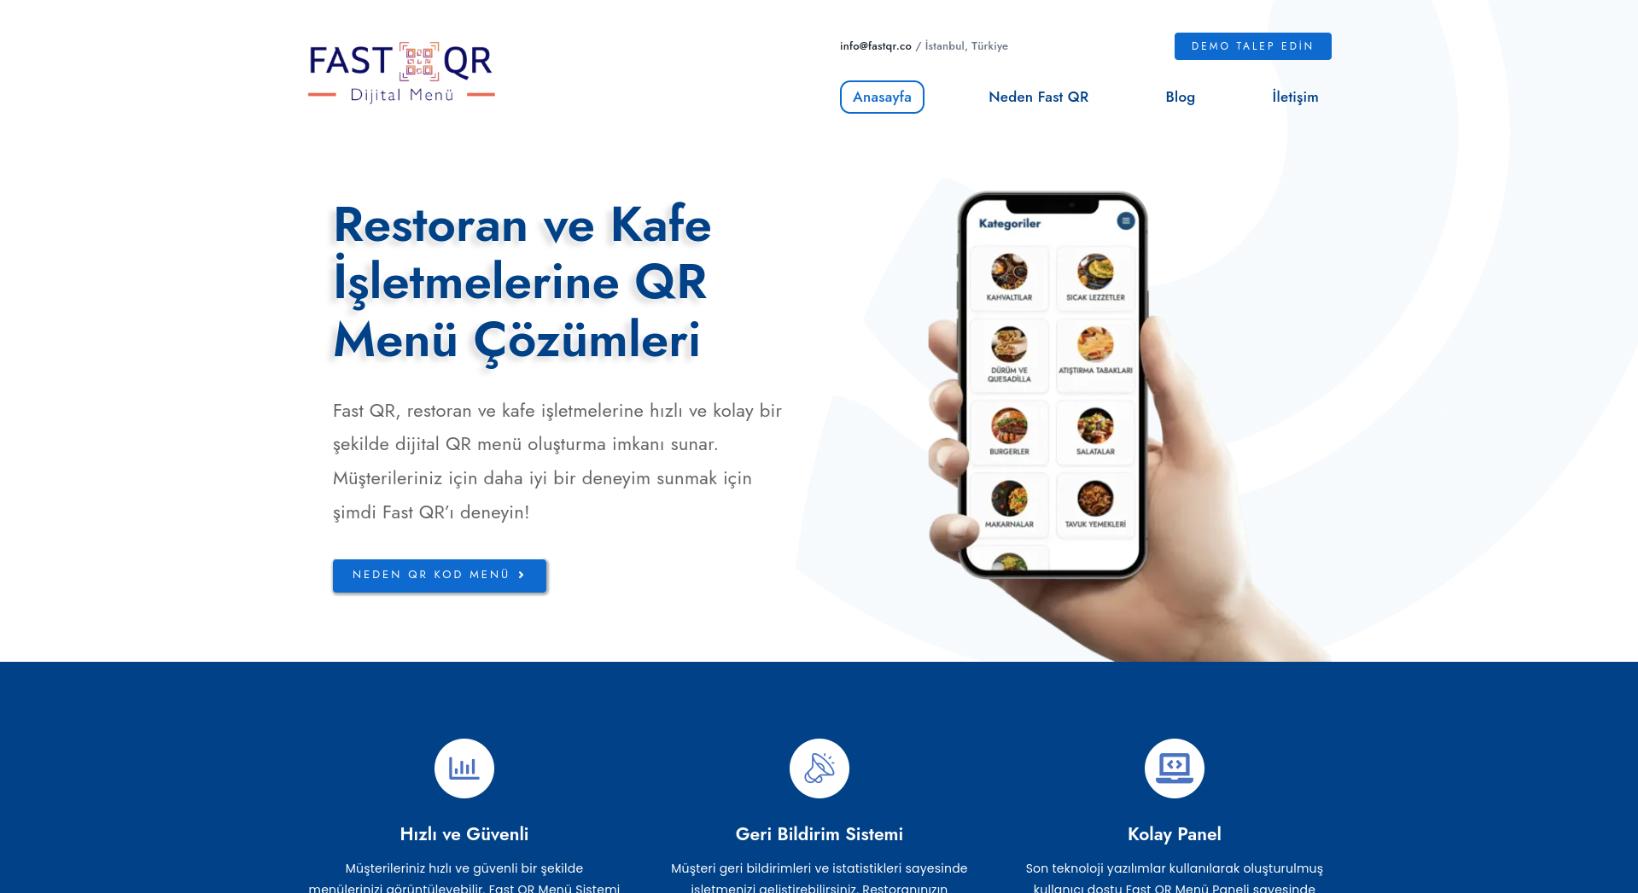 FAST QR
Dijital Menü
info@fastqr.co / İstanbul, Türkiye
DEMO TALEP EDİN
Anasayfa
Neden Fast QR
Blog
İletişim
Restoran ve Kafe
İşletmelerine QR
Menü Çözümleri
Fast QR, restoran ve kafe işletmelerine hızlı ve kolay bir
şekilde dijital QR menü oluşturma imkanı sunar.
Müşterileriniz için daha iyi bir deneyim sunmak için
şimdi Fast QR’ı deneyin!
NEDEN QR KOD MENÜ
Kategoriler
KAHVALTILAR
SICAK LEZZETLER
DÜRÜM VE
QUESADİLLA
ATIŞTIRMA TABAKLARI
BURGERLER
SALATALAR
MAKARNALAR
TAVUK YEMEKLERİ
Hızlı ve Güvenli
Müşterileriniz hızlı ve güvenli bir şekilde
menülerinizi görüntüleyebilir. Fast QR Menü Sistemi
Geri Bildirim Sistemi
Müşteri geri bildirimleri ve istatistikleri sayesinde
işletmenizi geliştirebilirsiniz. Restoranınızın
Kolay Panel
Son teknoloji yazılımlar kullanılarak oluşturulmuş
kullanıcı dostu Fast QR Menü Paneli sayesinde